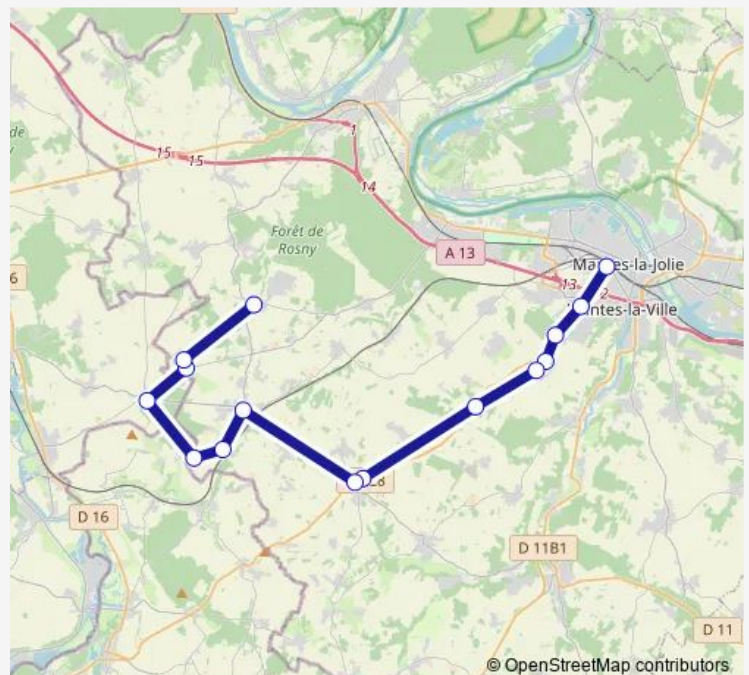 1
15
15
14
Forêt de
Rosny
A 13
Mantes-la-Jolie
13
2
Mantes-la-Ville
6
D 16
D 11B1
D 11
© OpenStreetMap contributors